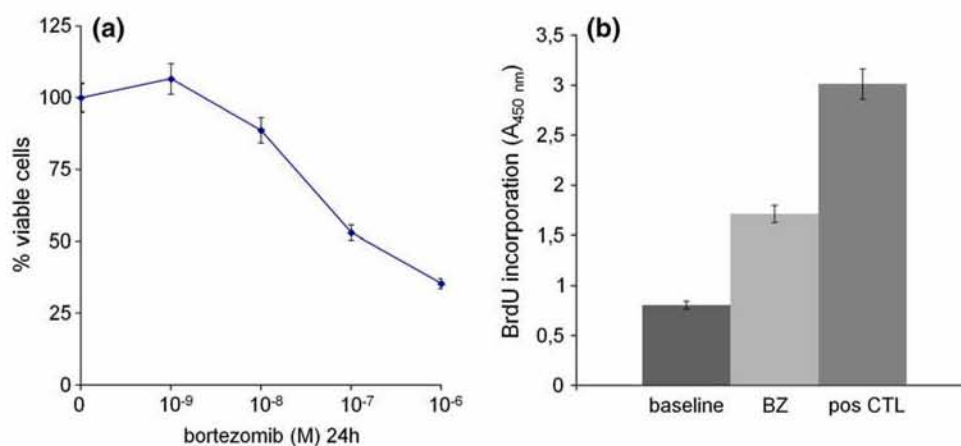 (a)
% viable cells
125
100
75
50
25
0
0 10⁻⁹ 10⁻⁸ 10⁻⁷ 10⁻⁶
bortezomib (M) 24h
(b)
BrdU incorporation (A450 nm)
3,5
3
2,5
2
1,5
1
0,5
0
baseline BZ pos CTL